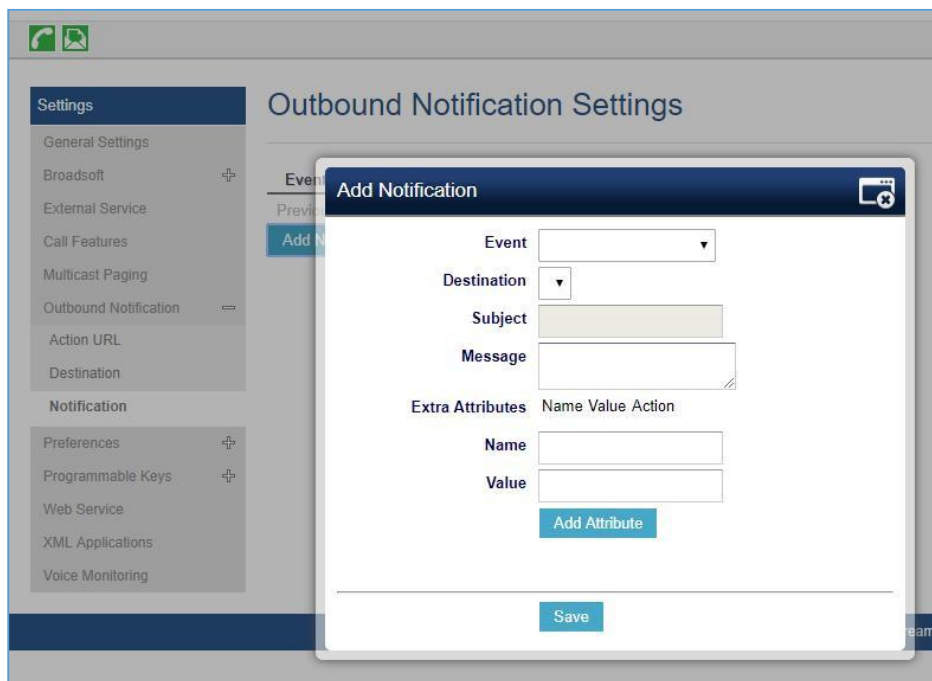 Settings
General Settings
Broadsoft
External Service
Call Features
Multicast Paging
Outbound Notification
Action URL
Destination
Notification
Preferences
Programmable Keys
Web Service
XML Applications
Voice Monitoring
Outbound Notification Settings
Event
Add Notification
Event
Destination
Subject
Message
Extra Attributes Name Value Action
Name
Value
Add Attribute
Save